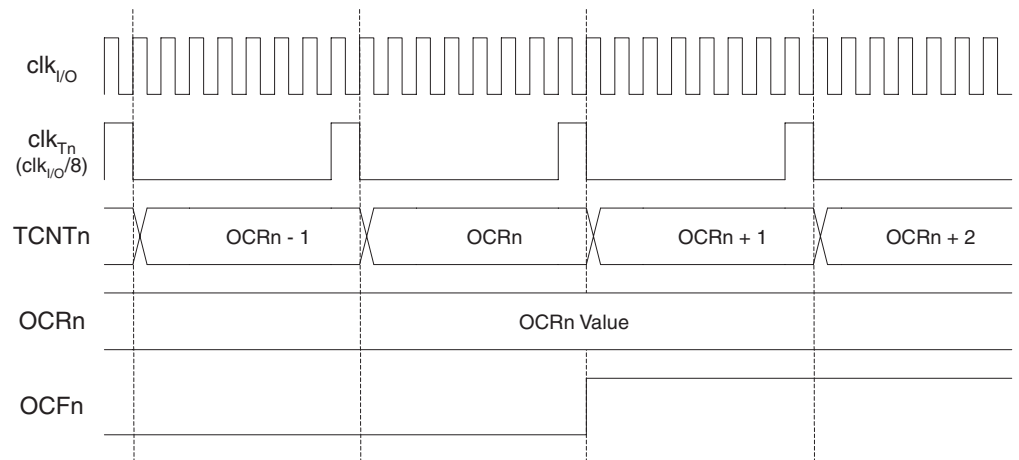 clkI/O
clkTn
(clkI/O/8)
TCNTn
OCRn - 1
OCRn
OCRn + 1
OCRn + 2
OCRn
OCRn Value
OCFn